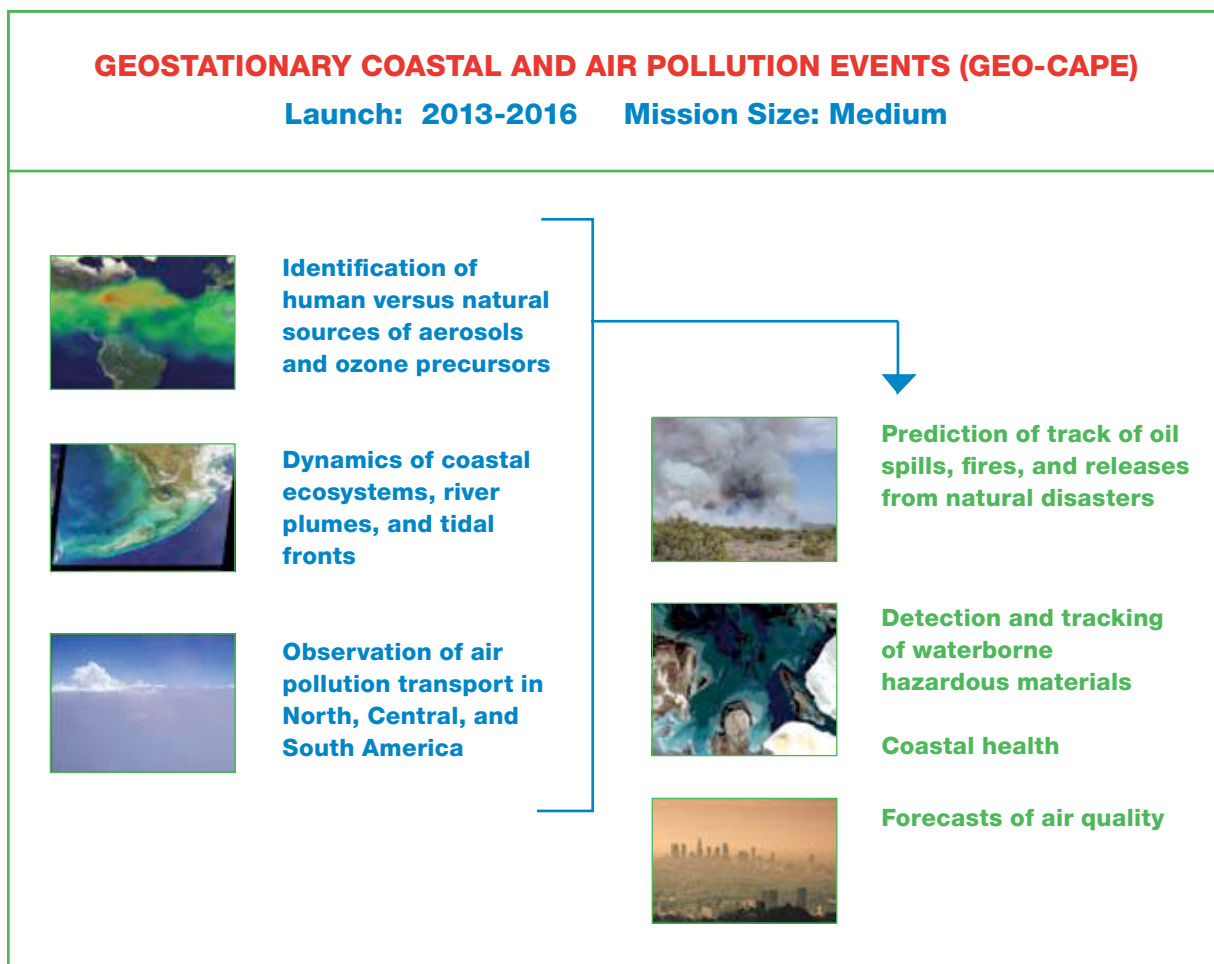 GEOSTATIONARY COASTAL AND AIR POLLUTION EVENTS (GEO-CAPE)
Launch: 2013-2016 Mission Size: Medium
Identification of
human versus natural
sources of aerosols
and ozone precursors
Dynamics of coastal
ecosystems, river
plumes, and tidal
fronts
Observation of air
pollution transport in
North, Central, and
South America
Prediction of track of oil
spills, fires, and releases
from natural disasters
Detection and tracking
of waterborne
hazardous materials
Coastal health
Forecasts of air quality